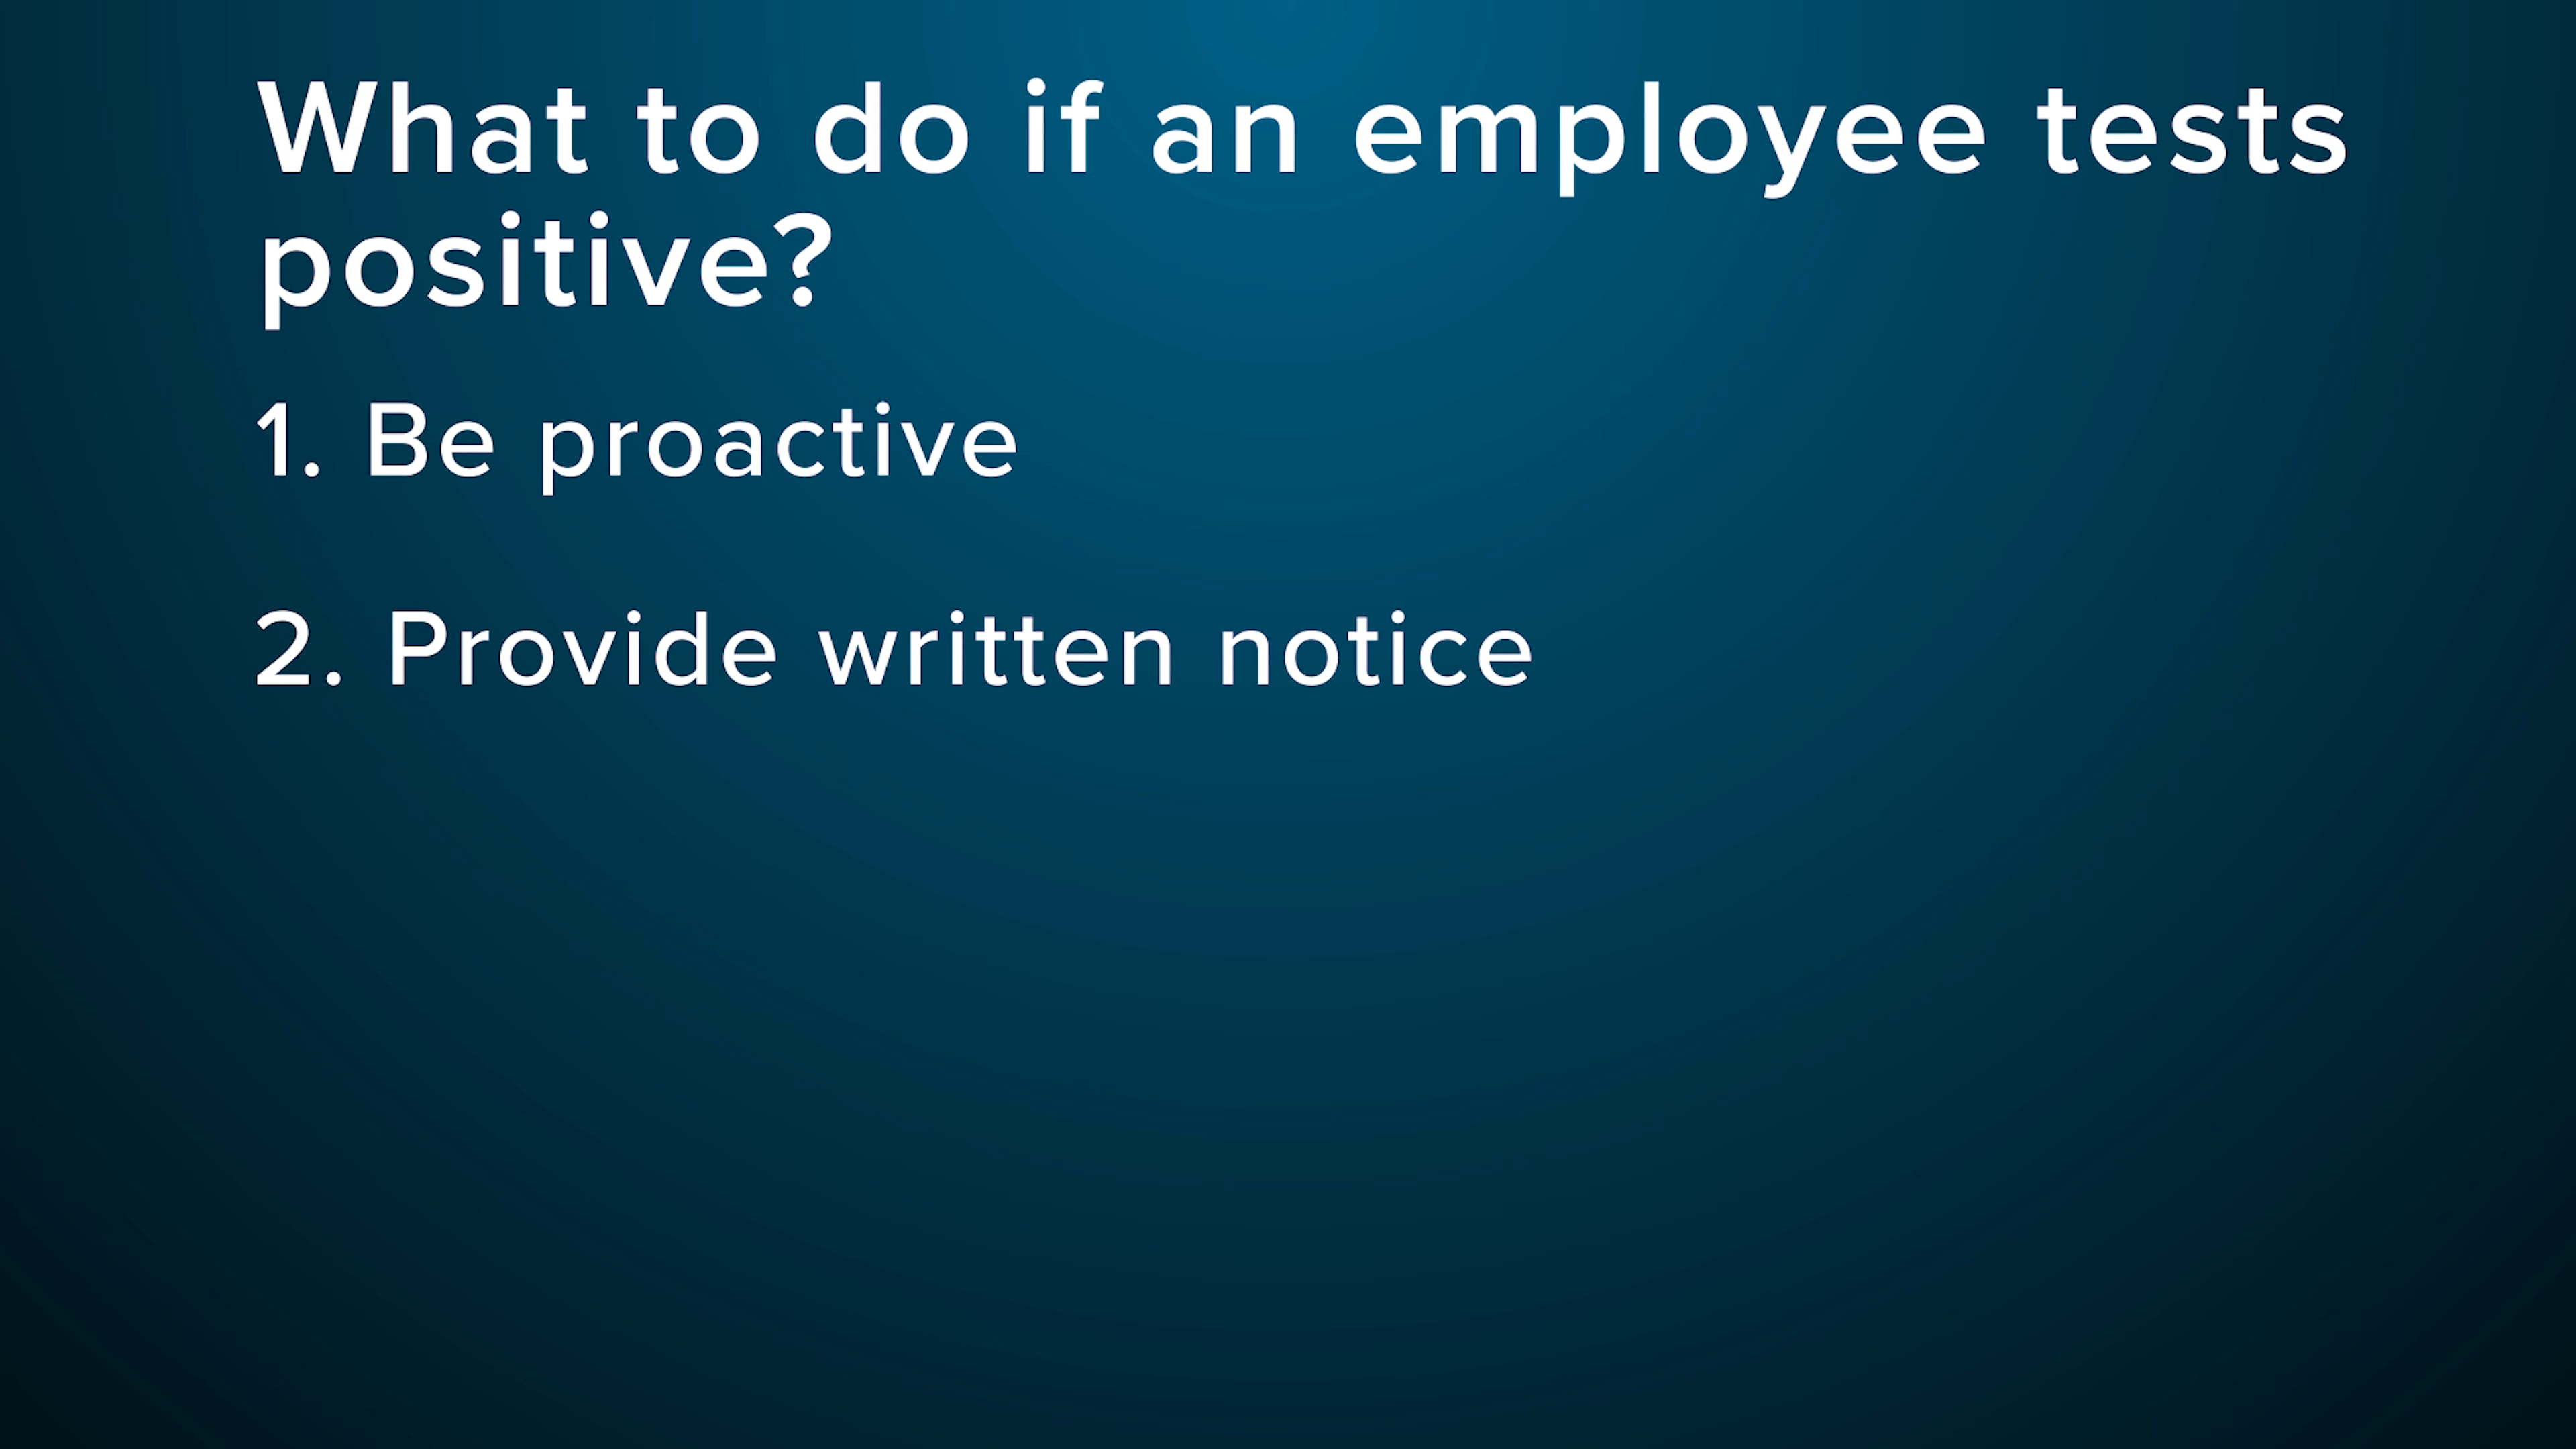 What to do if an employee tests
positive?
1. Be proactive
2. Provide written notice